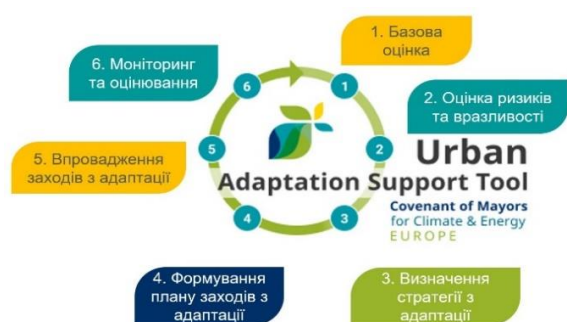 1. Базова
оцінка
6. Моніторинг
та оцінювання
6
1
2. Оцінка ризиків
та вразливості
5. Впровадження
заходів з адаптації
5
2
Urban
Adaptation Support Tool
Covenant of Mayors
for Climate & Energy
EUROPE
4
3
4. Формування
плану заходів з
адаптації
3. Визначення
стратегії з
адаптації